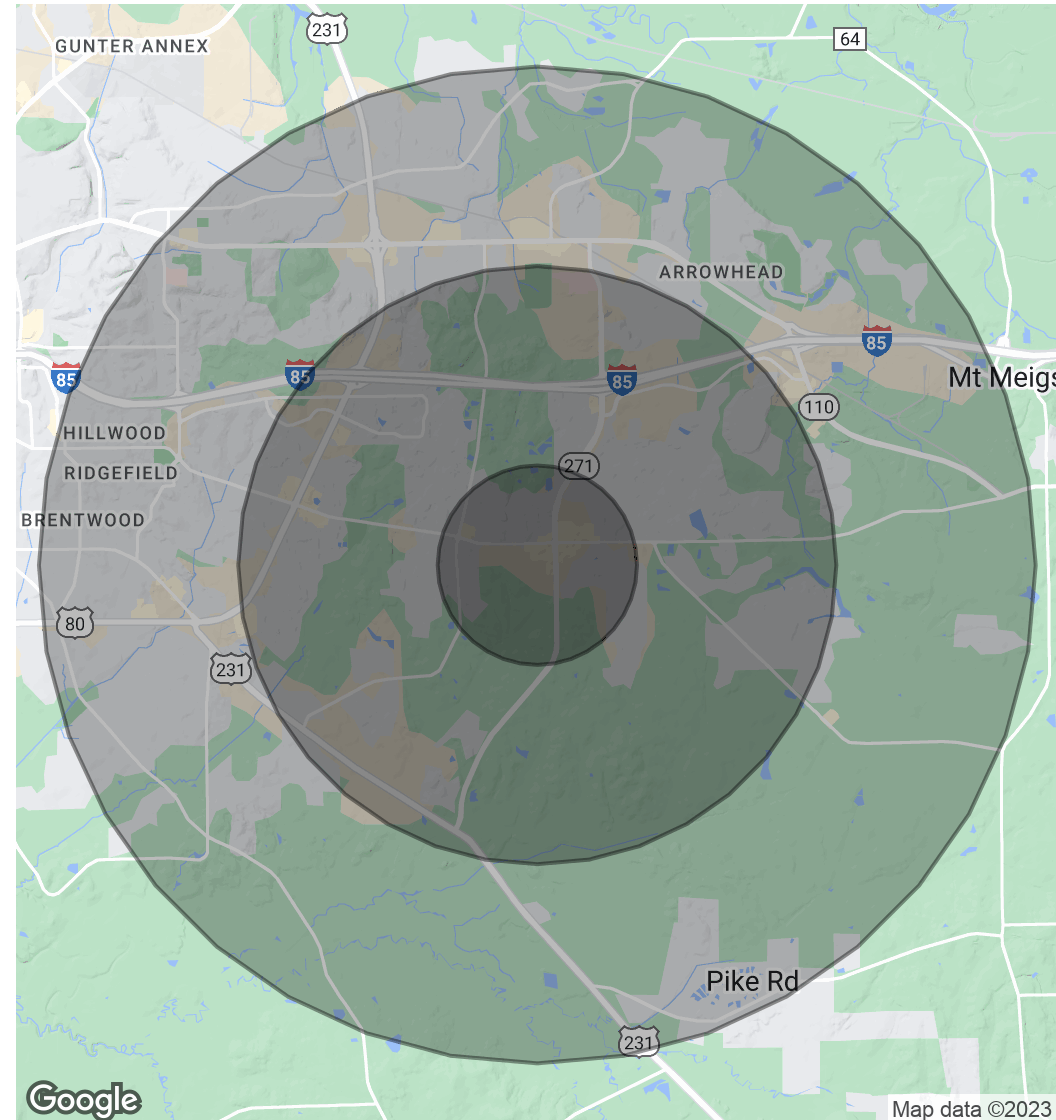 231
64
GUNTER ANNEX
ARROWHEAD
85
85
85
85
Mt Meigs
110
HILLWOOD
271
RIDGEFIELD
BRENTWOOD
80
231
Pike Rd
231
Google
Map data ©2023